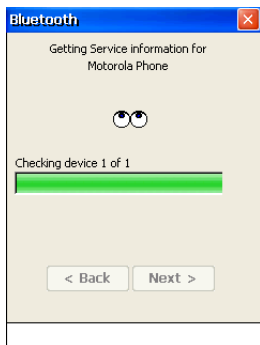 Bluetooth
Getting Service information for
Motorola Phone
Checking device 1 of 1
< Back Next >